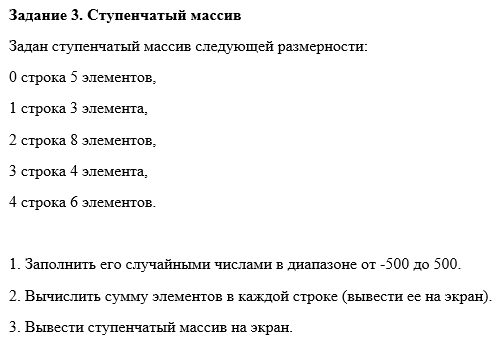 Задание 3. Ступенчатый массив
Задан ступенчатый массив следующей размерности:
0 строка 5 элементов,
1 строка 3 элемента,
2 строка 8 элементов,
3 строка 4 элемента,
4 строка 6 элементов.
1. Заполнить его случайными числами в диапазоне от -500 до 500.
2. Вычислить сумму элементов в каждой строке (вывести ее на экран).
3. Вывести ступенчатый массив на экран.